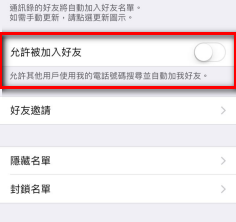 通訊錄的好友將自動加入好友名單。
如需手動更新，請點選更新圖示。
允許被加入好友
允許其他用戶使用我的電話號碼搜尋並自動加我好友。
好友邀請
隱藏名單
封鎖名單